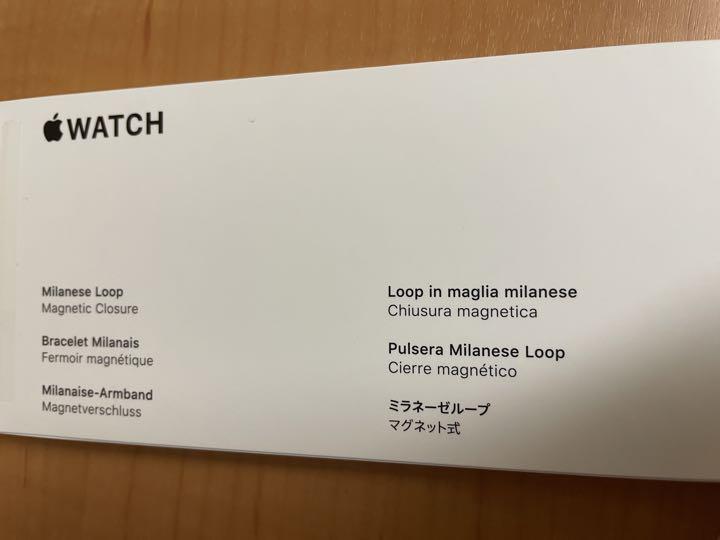 WATCH
Milanese Loop
Magnetic Closure
Bracelet Milanais
Fermoir magnétique
Milanaise-Armband
Magnetverschluss
Loop in maglia milanese
Chiusura magnetica
Pulsera Milanese Loop
Cierre magnético
ミラネーゼループ
マグネット式